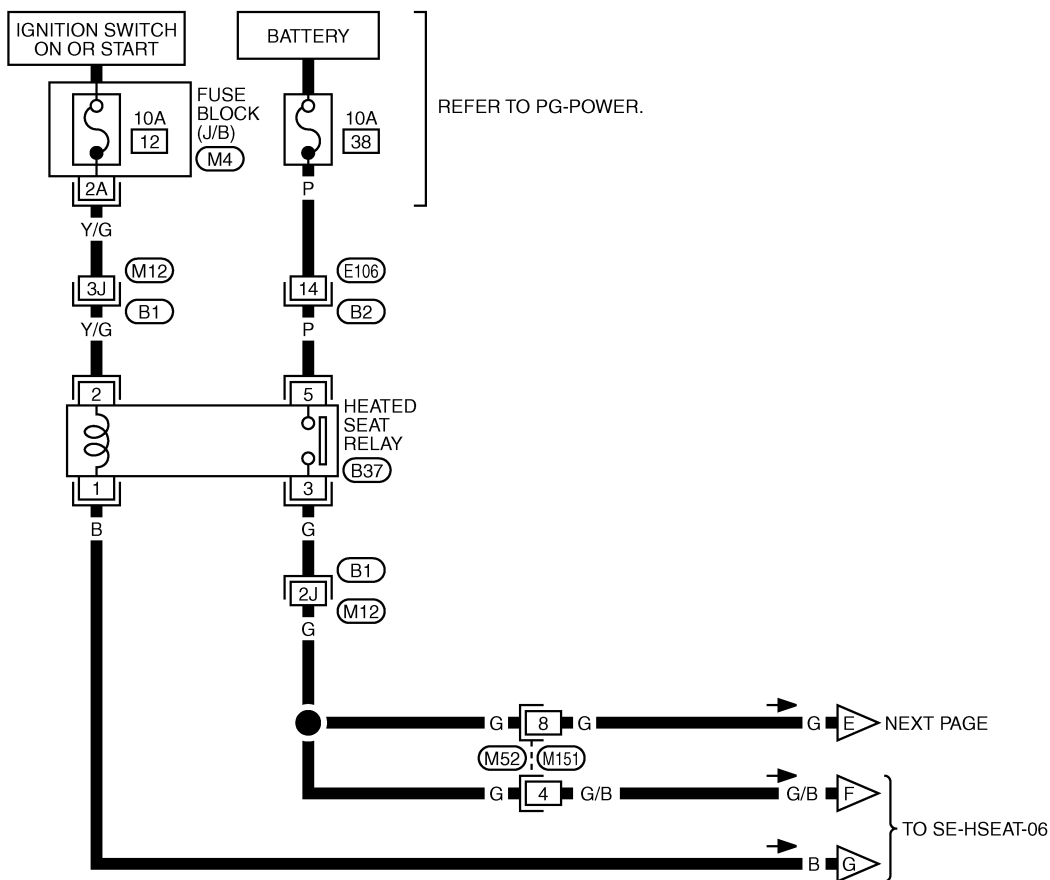 IGNITION SWITCH
ON OR START
BATTERY
10A
12
FUSE
BLOCK
(J/B)
M4
10A
38
REFER TO PG-POWER.
2A
P
Y/G
3J
M12
B1
14
E106
B2
Y/G
P
2
5
HEATED
SEAT
RELAY
B37
1
3
B
G
2J
B1
M12
G
G
8
G
G
E
NEXT PAGE
M52
M151
G
4
G/B
G/B
F
TO SE-HSEAT-06
B
G